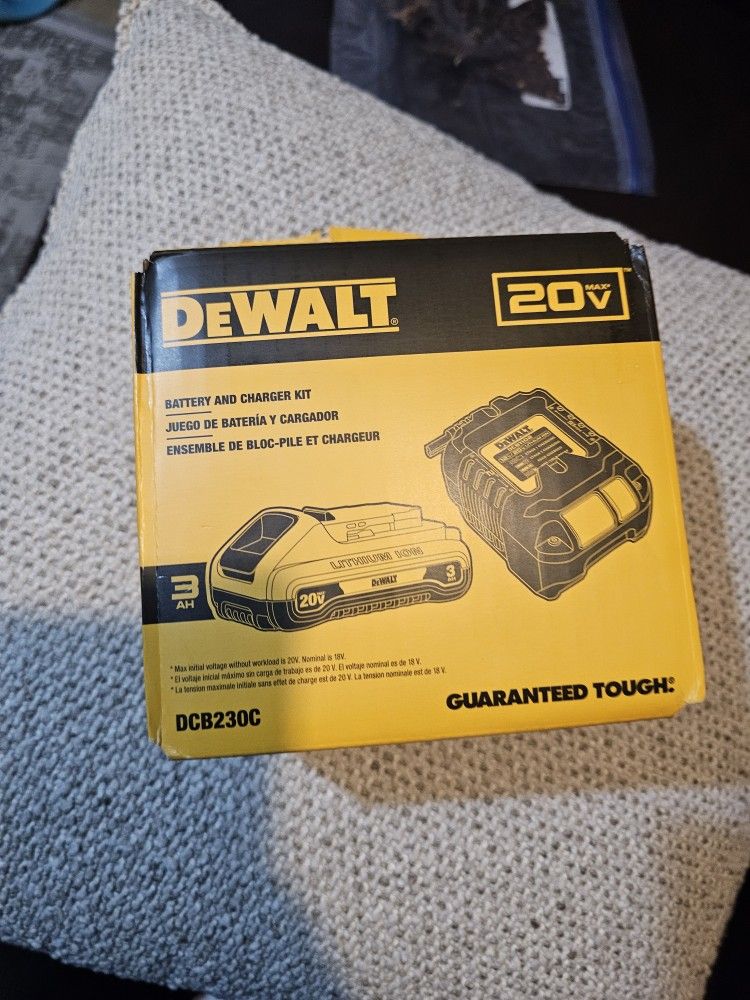 DEWALT®
20V MAX*™
BATTERY AND CHARGER KIT
JUEGO DE BATERÍA Y CARGADOR
ENSEMBLE DE BLOC-PILE ET CHARGEUR
DEWALT
LITHIUM ION
3 AH
20V
DEWALT
3 AH
* Max initial voltage without workload is 20V. Nominal is 18V.
* El voltaje inicial máximo sin carga de trabajo es de 20 V. El voltaje nominal es de 18 V.
* La tension maximale initiale sans effet de charge est de 20 V. La tension nominale est de 18 V.
GUARANTEED TOUGH.®
DCB230C